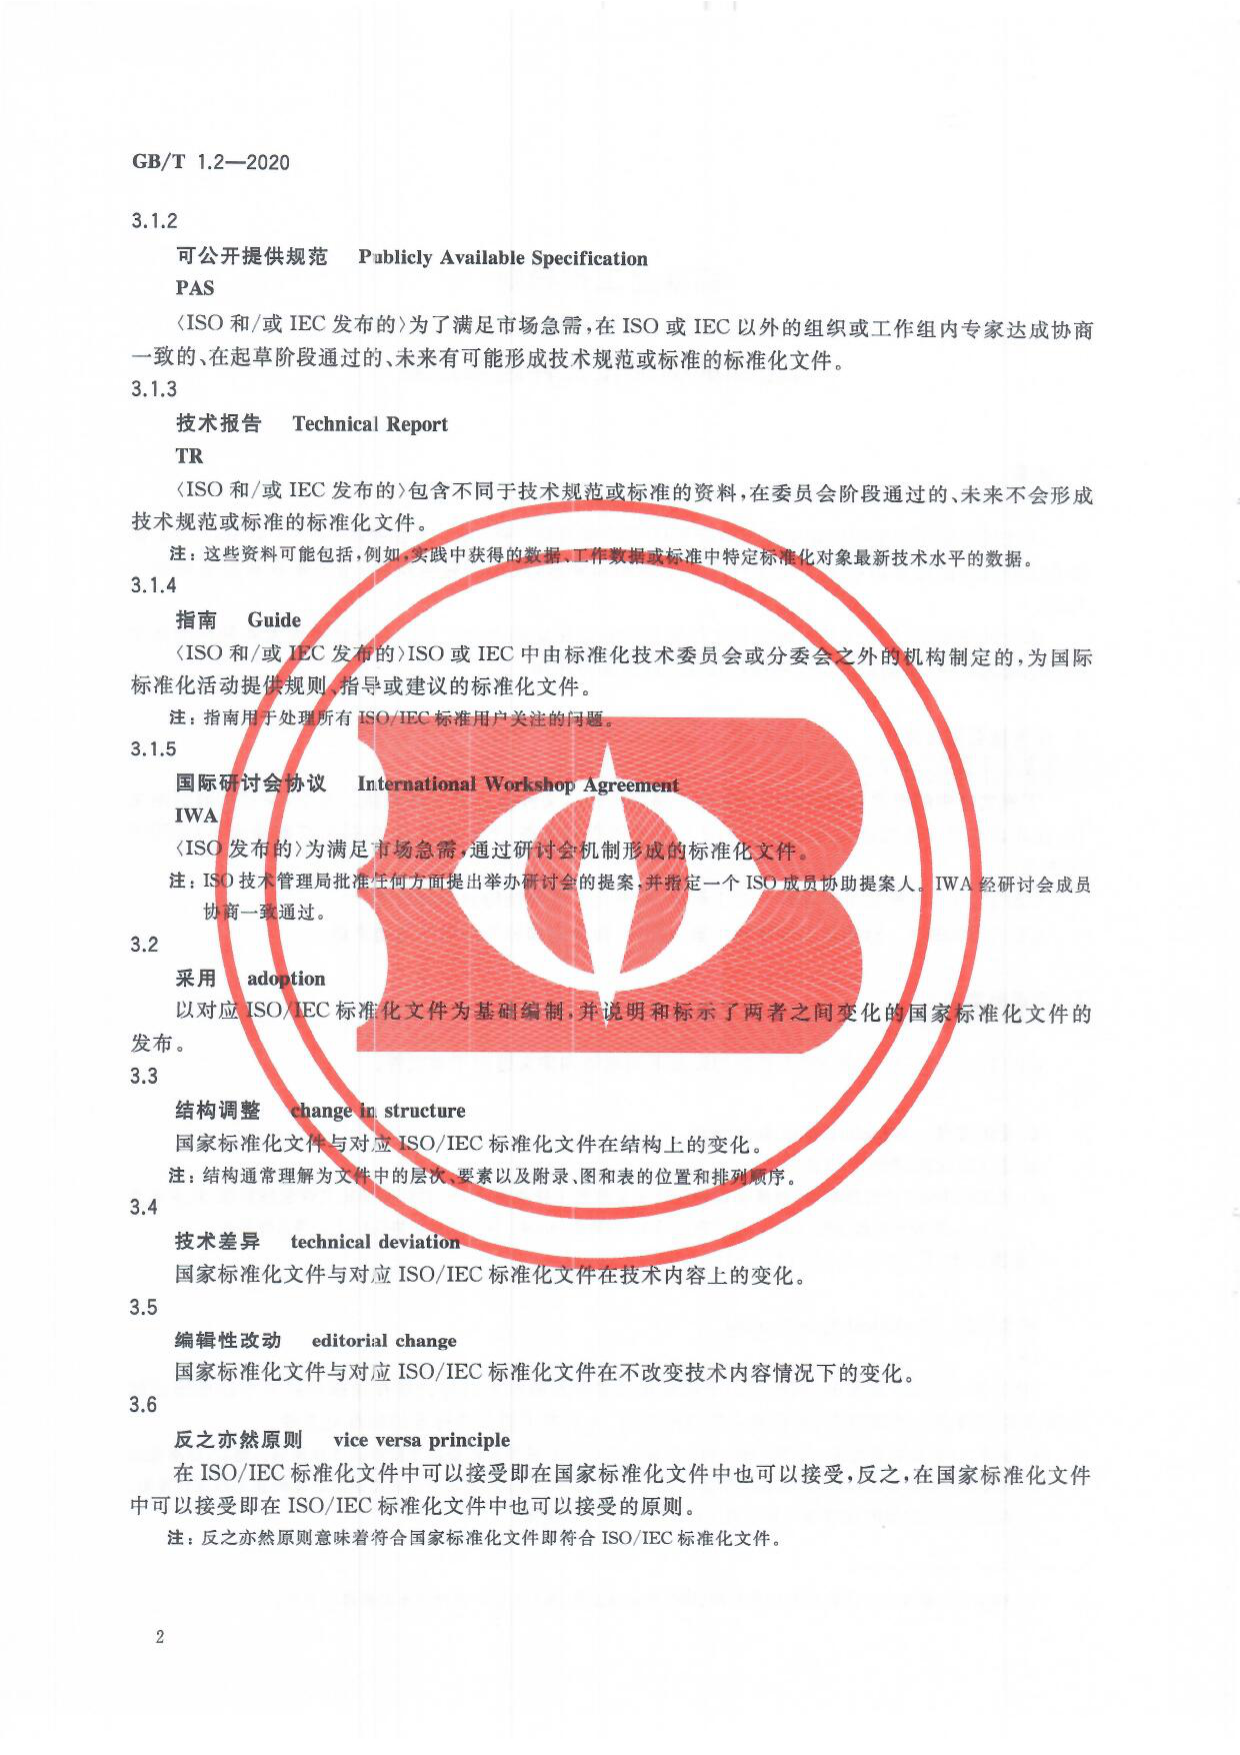 GB/T 1.2—2020
3.1.2
可公开提供规范 Publicly Available Specification
PAS
〈ISO 和/或 IEC 发布的〉为了满足市场急需,在 ISO 或 IEC 以外的组织或工作组内专家达成协商
一致的、在起草阶段通过的、未来有可能形成技术规范或标准的标准化文件。
3.1.3
技术报告 Technical Report
TR
〈ISO 和/或 IEC 发布的〉包含不同于技术规范或标准的资料,在委员会阶段通过的、未来不会形成
技术规范或标准的标准化文件。
注:这些资料可能包括,例如,实践中获得的数据、工作数据或标准中特定标准化对象最新技术水平的数据。
3.1.4
指南 Guide
〈ISO 和/或 IEC 发布的〉ISO 或 IEC 中由标准化技术委员会或分委会之外的机构制定的,为国际
标准化活动提供规则、指导或建议的标准化文件。
注:指南用于处理所有 ISO/IEC 标准用户关注的问题。
3.1.5
国际研讨会协议 International Workshop Agreement
IWA
〈ISO 发布的〉为满足市场急需,通过研讨会机制形成的标准化文件。
注:ISO 技术管理局批准任何方面提出举办研讨会的提案,并指定一个 ISO 成员协助提案人。IWA 经研讨会成员
协商一致通过。
3.2
采用 adoption
以对应 ISO/IEC 标准化文件为基础编制,并说明和标示了两者之间变化的国家标准化文件的
发布。
3.3
结构调整 change in structure
国家标准化文件与对应 ISO/IEC 标准化文件在结构上的变化。
注:结构通常理解为文件中的层次、要素以及附录、图和表的位置和排列顺序。
3.4
技术差异 technical deviation
国家标准化文件与对应 ISO/IEC 标准化文件在技术内容上的变化。
3.5
编辑性改动 editorial change
国家标准化文件与对应 ISO/IEC 标准化文件在不改变技术内容情况下的变化。
3.6
反之亦然原则 vice versa principle
在 ISO/IEC 标准化文件中可以接受即在国家标准化文件中也可以接受,反之,在国家标准化文件
中可以接受即在 ISO/IEC 标准化文件中也可以接受的原则。
注:反之亦然原则意味着符合国家标准化文件即符合 ISO/IEC 标准化文件。
2